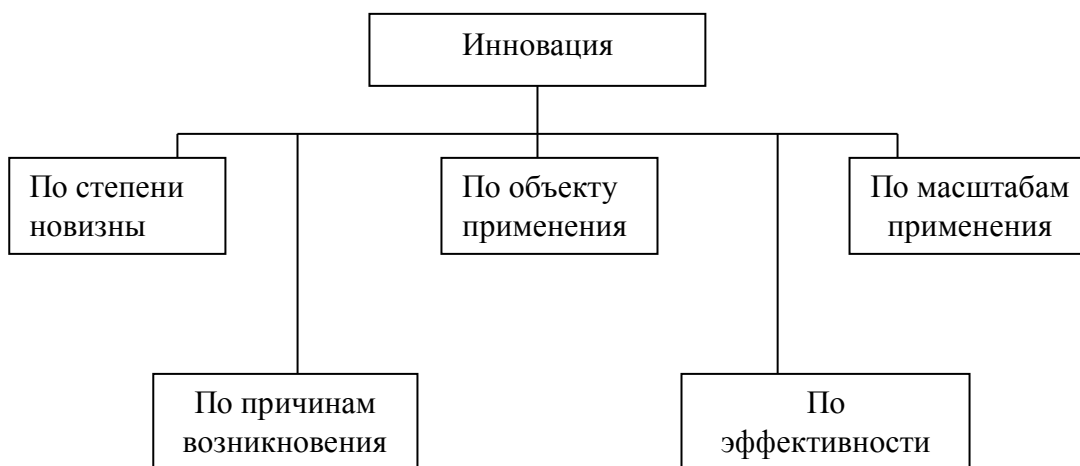 Инновация
По степени
новизны
По объекту
применения
По масштабам
применения
По причинам
возникновения
По
эффективности